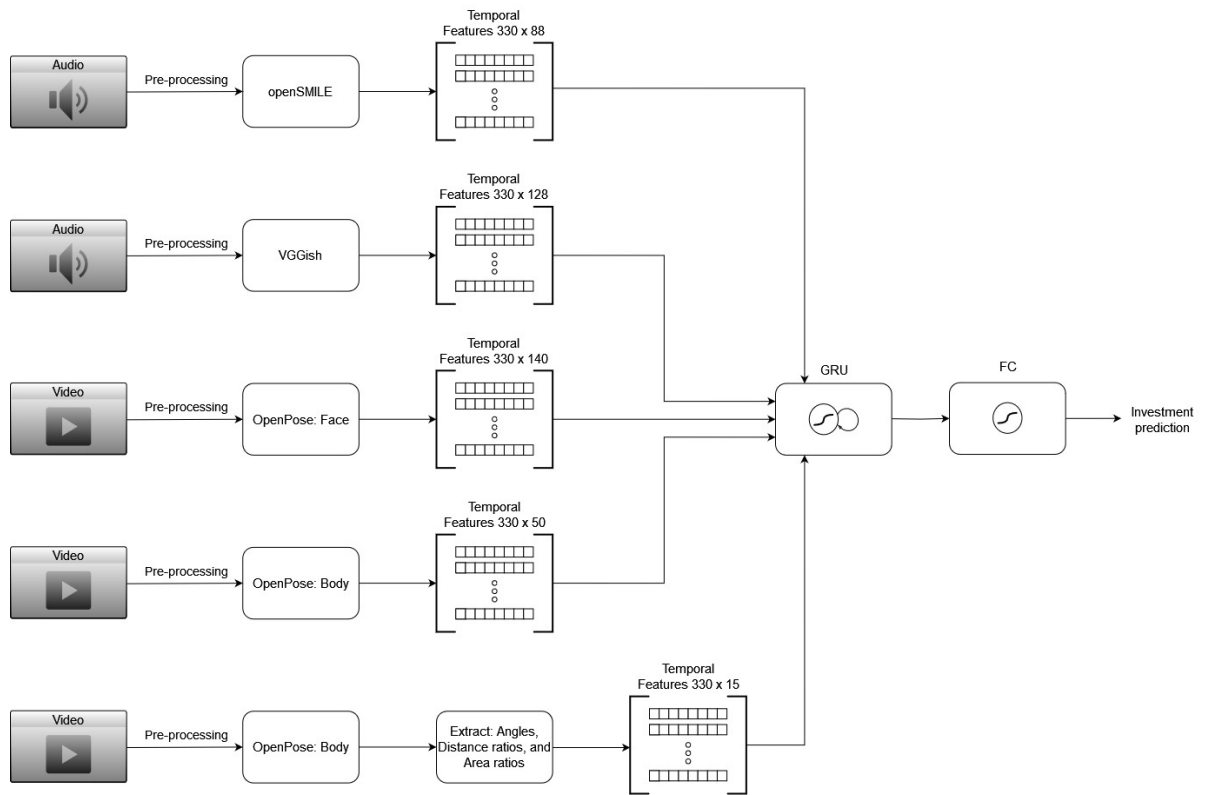 Audio
Pre-processing
openSMILE
Temporal
Features 330 x 88
Audio
Pre-processing
VGGish
Temporal
Features 330 x 128
Video
Pre-processing
OpenPose: Face
Temporal
Features 330 x 140
GRU
FC
Investment
prediction
Video
Pre-processing
OpenPose: Body
Temporal
Features 330 x 50
Video
Pre-processing
OpenPose: Body
Extract: Angles,
Distance ratios, and
Area ratios
Temporal
Features 330 x 15